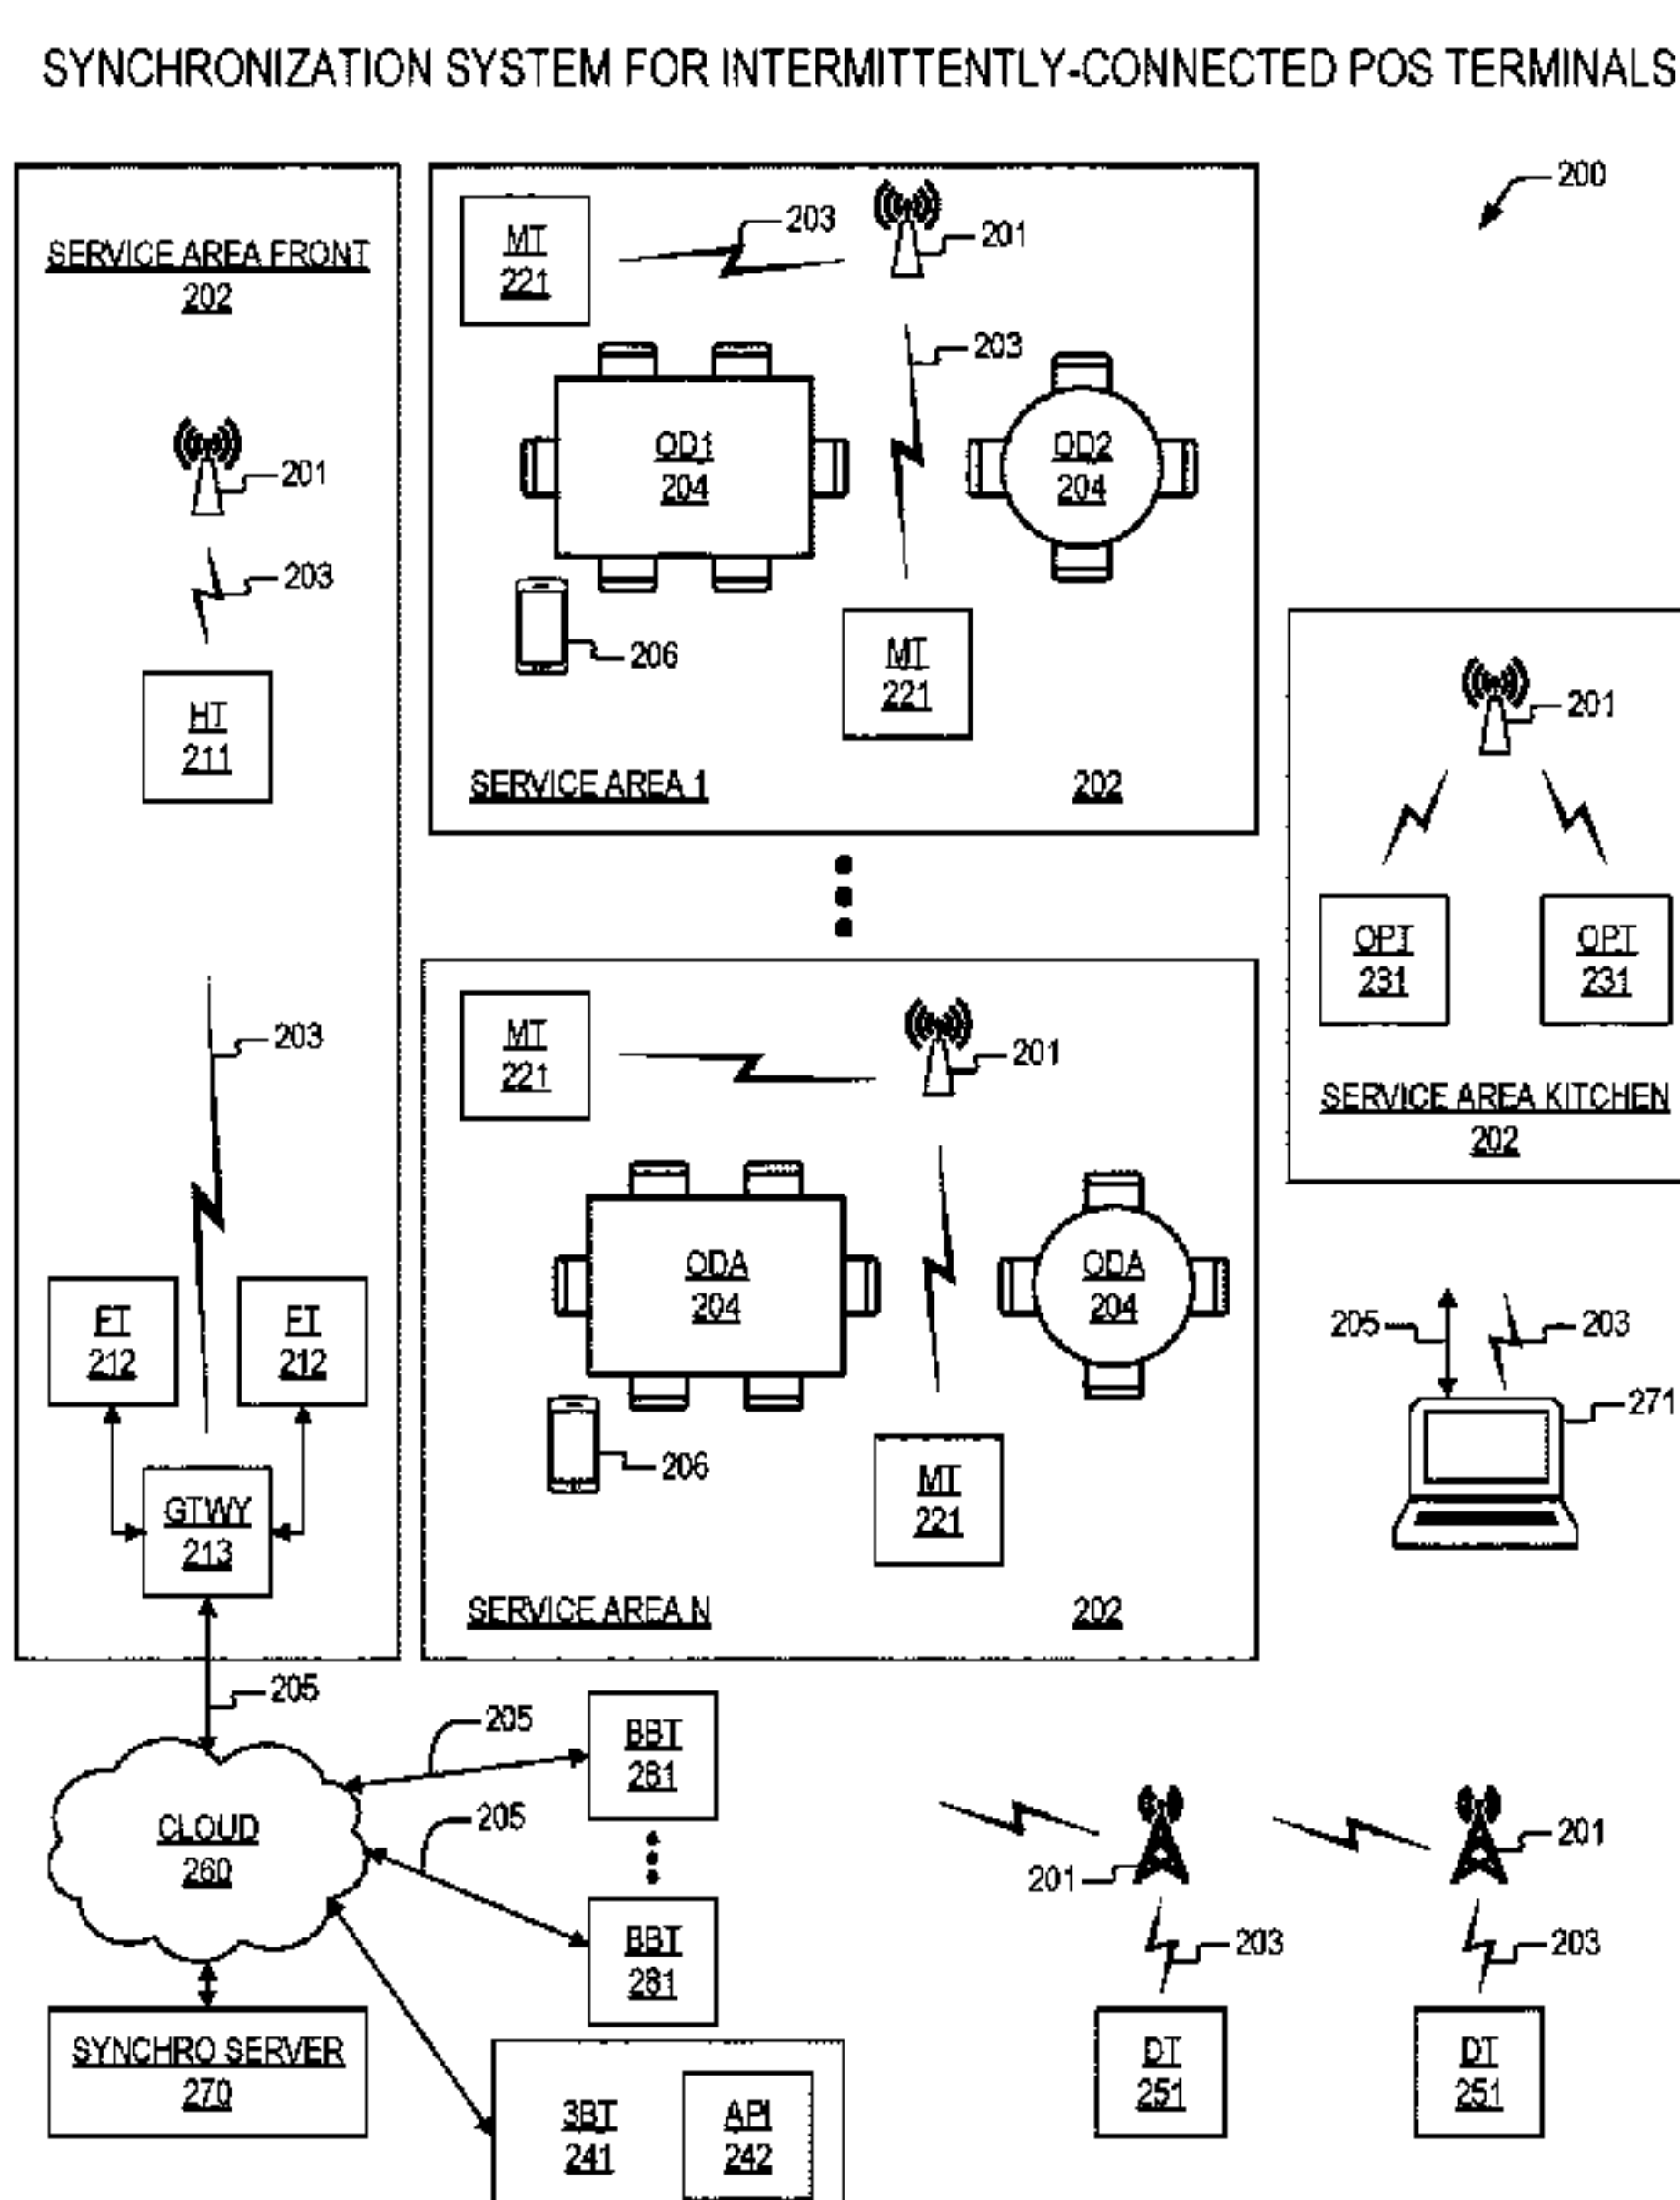 SYNCHRONIZATION SYSTEM FOR INTERMITTENTLY-CONNECTED POS TERMINALS
200
SERVICE AREA FRONT
202
201
203
HT
211
203
FT
212
FT
212
GTWY
213
205
MT
221
203
201
203
OD1
204
OD2
204
206
MT
221
SERVICE AREA 1
202
MT
221
201
ODA
204
ODA
204
206
MT
221
SERVICE AREA N
202
201
OPT
231
OPT
231
SERVICE AREA KITCHEN
202
205
203
271
CLOUD
260
205
205
BBT
281
BBT
281
SYNCHRO SERVER
270
3BT
241
API
242
201
201
203
203
DT
251
DT
251